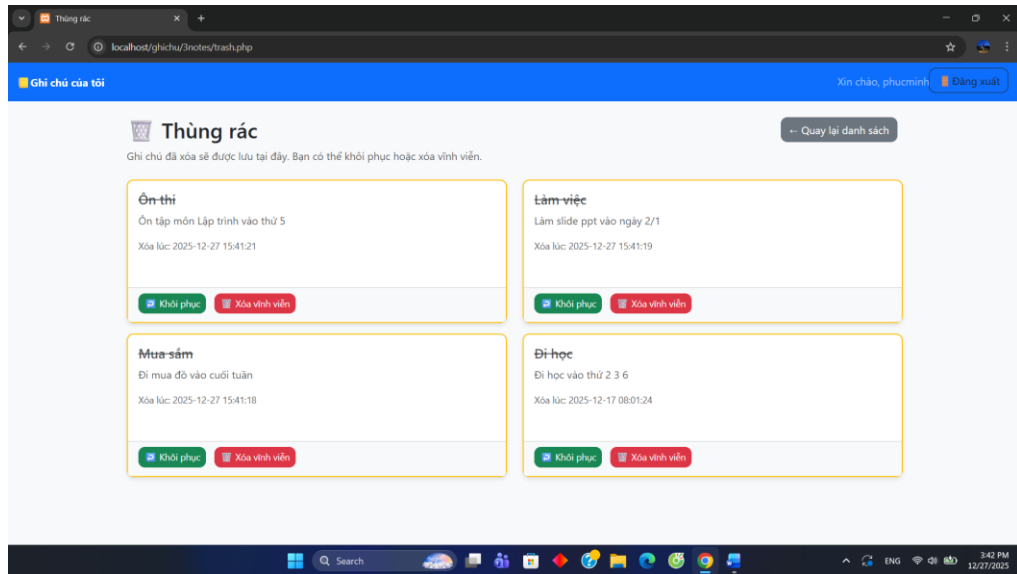 Thùng rác
localhost/ghichu/3notes/trash.php
Ghi chú của tôi
Xin chào, phucminh
Đăng xuất
Thùng rác
← Quay lại danh sách
Ghi chú đã xóa sẽ được lưu tại đây. Bạn có thể khôi phục hoặc xóa vĩnh viễn.
Ôn thi
Ôn tập môn Lập trình vào thứ 5
Xóa lúc: 2025-12-27 15:41:21
Khôi phục
Xóa vĩnh viễn
Làm việc
Làm slide ppt vào ngày 2/1
Xóa lúc: 2025-12-27 15:41:19
Khôi phục
Xóa vĩnh viễn
Mua sắm
Đi mua đồ vào cuối tuần
Xóa lúc: 2025-12-27 15:41:18
Khôi phục
Xóa vĩnh viễn
Đi học
Đi học vào thứ 2 3 6
Xóa lúc: 2025-12-17 08:01:24
Khôi phục
Xóa vĩnh viễn
Search
ENG
3:42 PM
12/27/2025